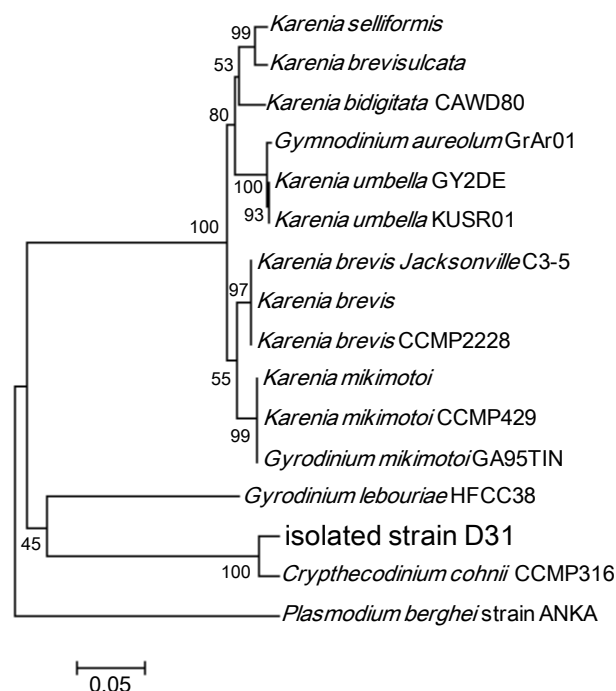 99
Karenia selliformis
53
Karenia brevisulcata
Karenia bidigitata CAWD80
80
Gymnodinium aureolum GrAr01
100
Karenia umbella GY2DE
93
Karenia umbella KUSR01
100
Karenia brevis Jacksonville C3-5
97
Karenia brevis
Karenia brevis CCMP2228
55
Karenia mikimotoi
Karenia mikimotoi CCMP429
99
Gyrodinium mikimotoi GA95TIN
Gyrodinium lebouriae HFCC38
45
isolated strain D31
100
Crypthecodinium cohnii CCMP316
Plasmodium berghei strain ANKA
0.05